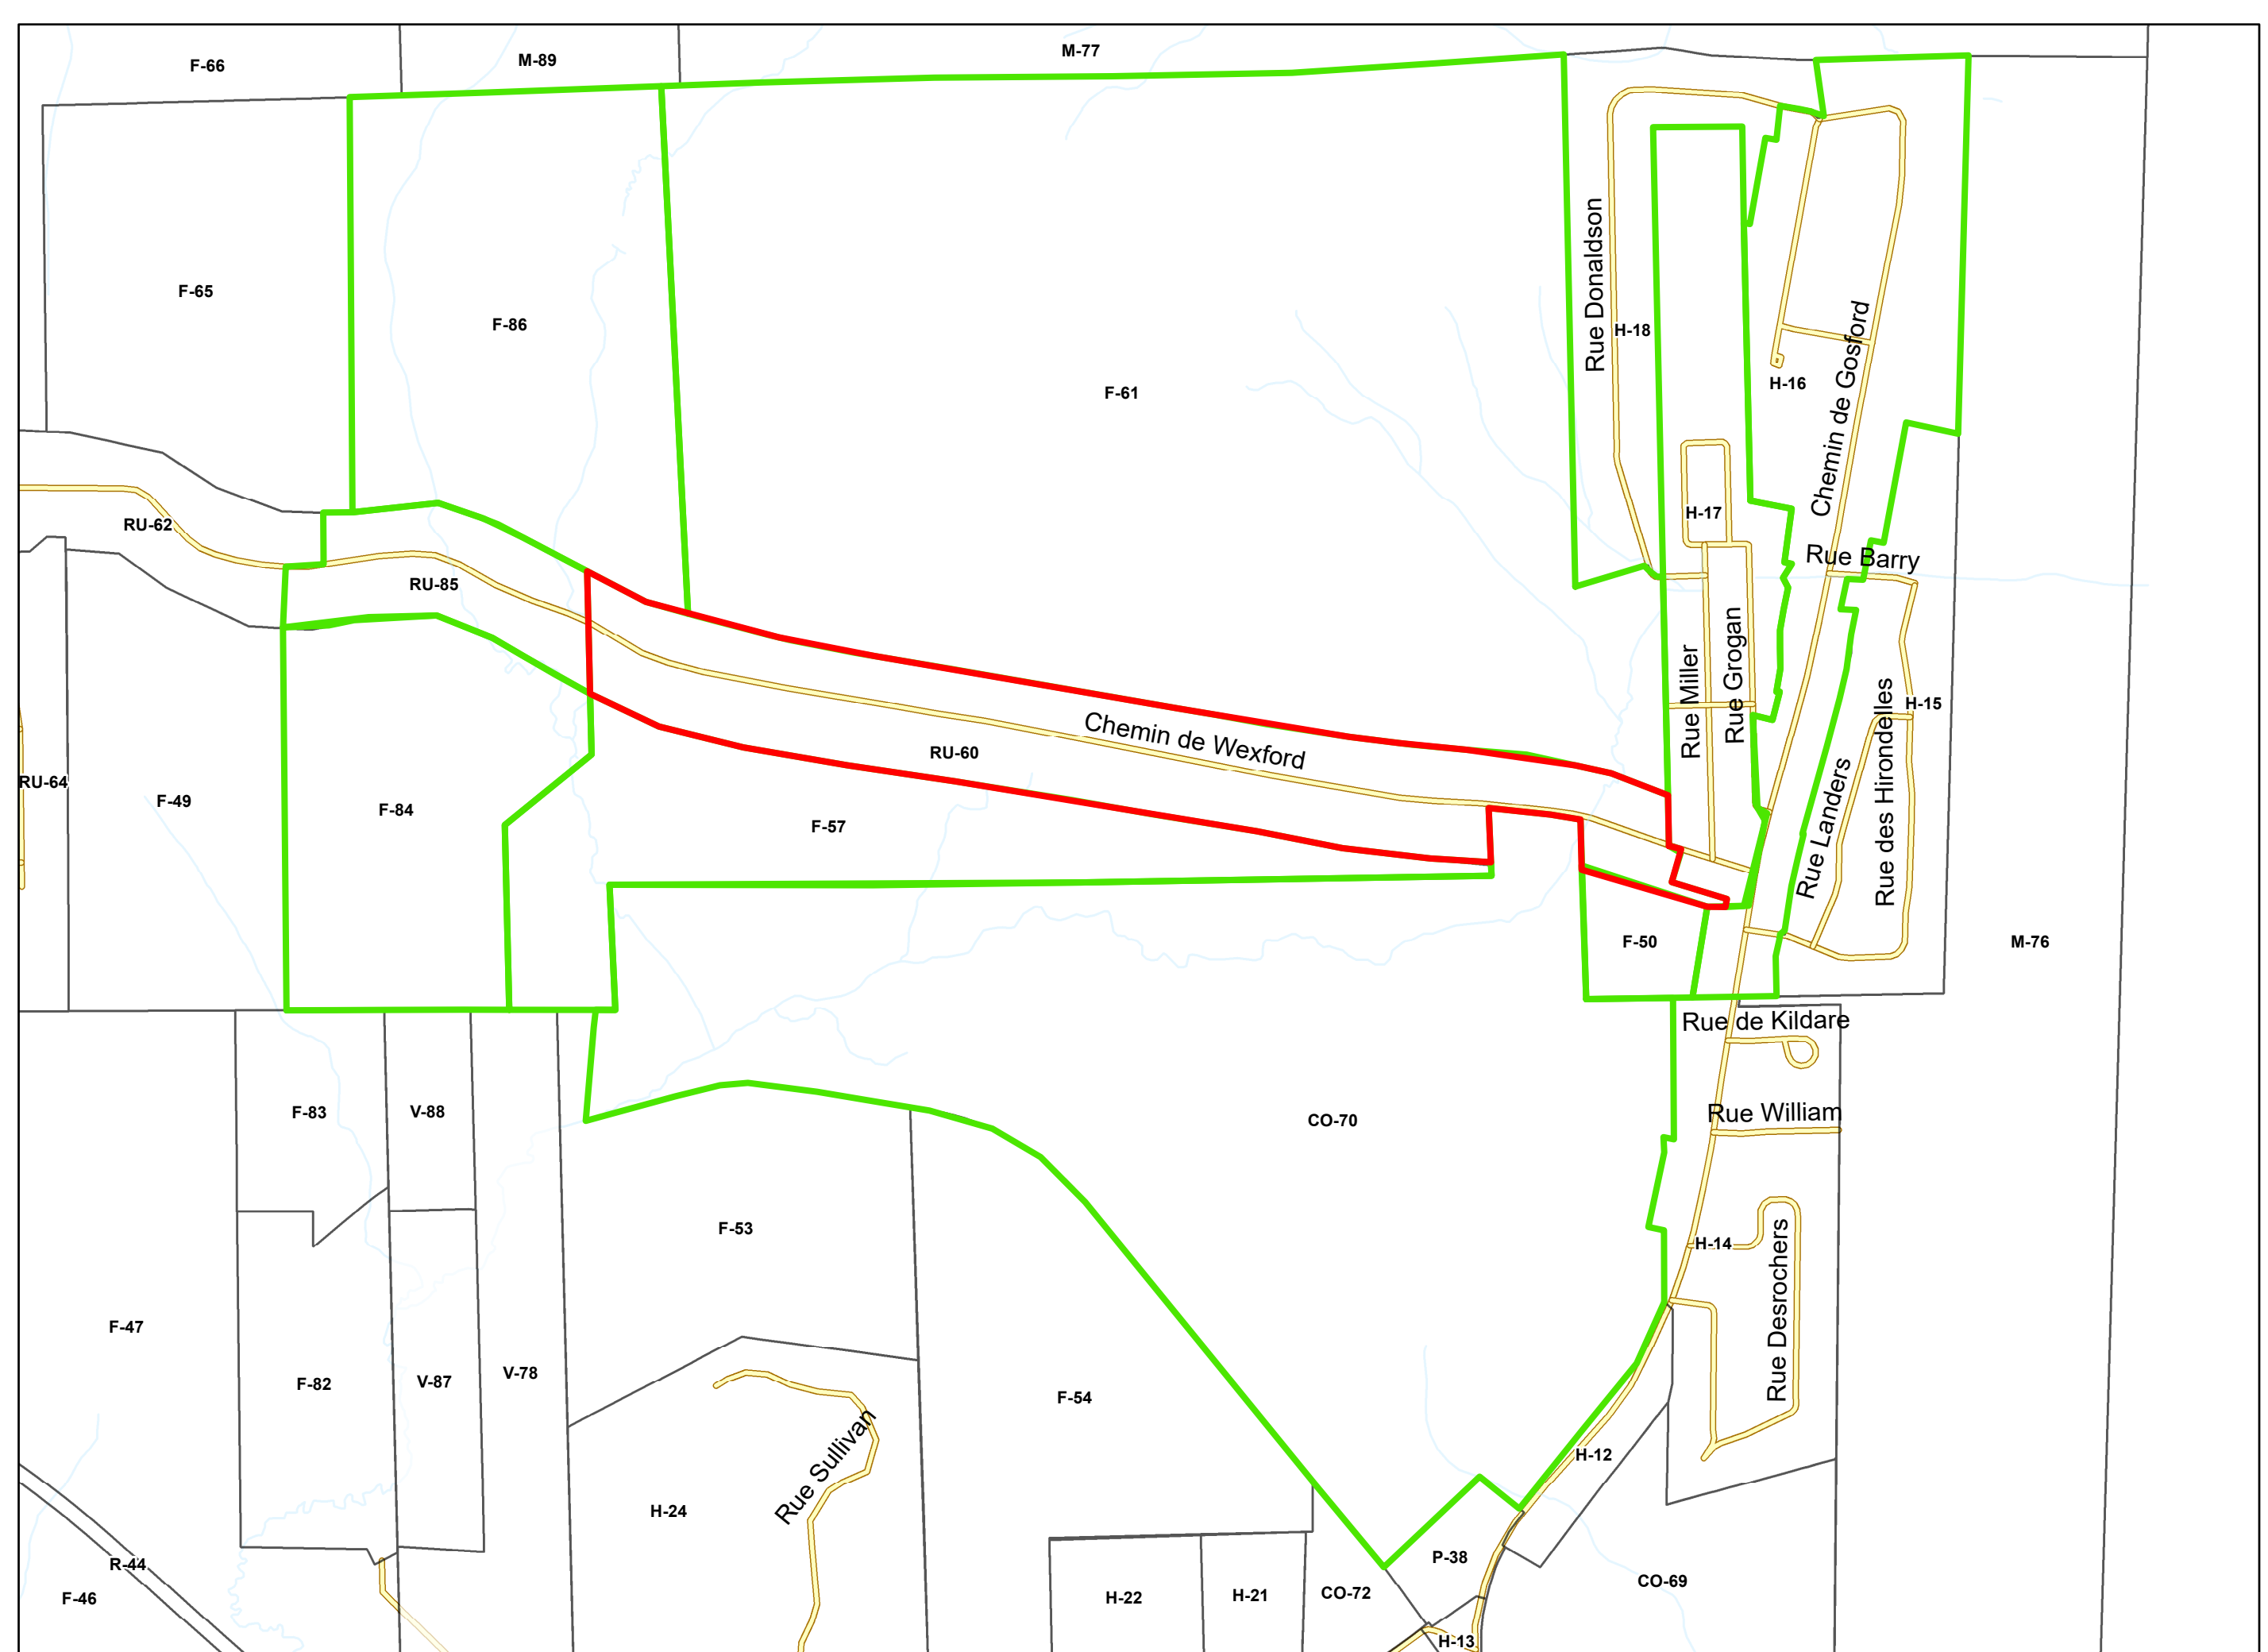 F-66
M-89
M-77
F-65
F-86
F-61
Rue Donaldson
H-18
H-16
Chemin de Gosford
H-17
RU-62
RU-85
Rue Barry
Rue Miller
Rue Grogan
H-15
Chemin de Wexford
RU-60
RU-64
F-49
F-84
F-57
Rue Landers
Rue des Hirondelles
F-50
M-76
Rue de Kildare
F-83
V-88
CO-70
Rue William
F-53
H-14
Rue Desrochers
F-47
F-82
V-87
V-78
F-54
H-12
Rue Sullivan
H-24
R-44
P-38
F-46
H-22
H-21
CO-72
CO-69
H-13